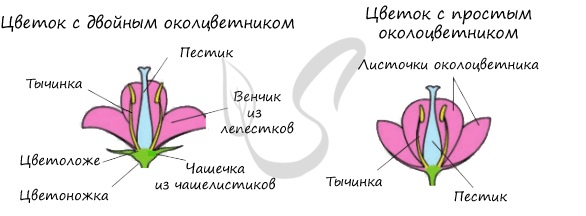 Цветок с двойным околцветником
Пестик
Тычинка
Венчик
из
лепестков
Цветоложе
Чашечка
из чашелистиков
Цветоножка
Цветок с простым
околоцветником
Листочки околоцветника
Тычинка
Пестик